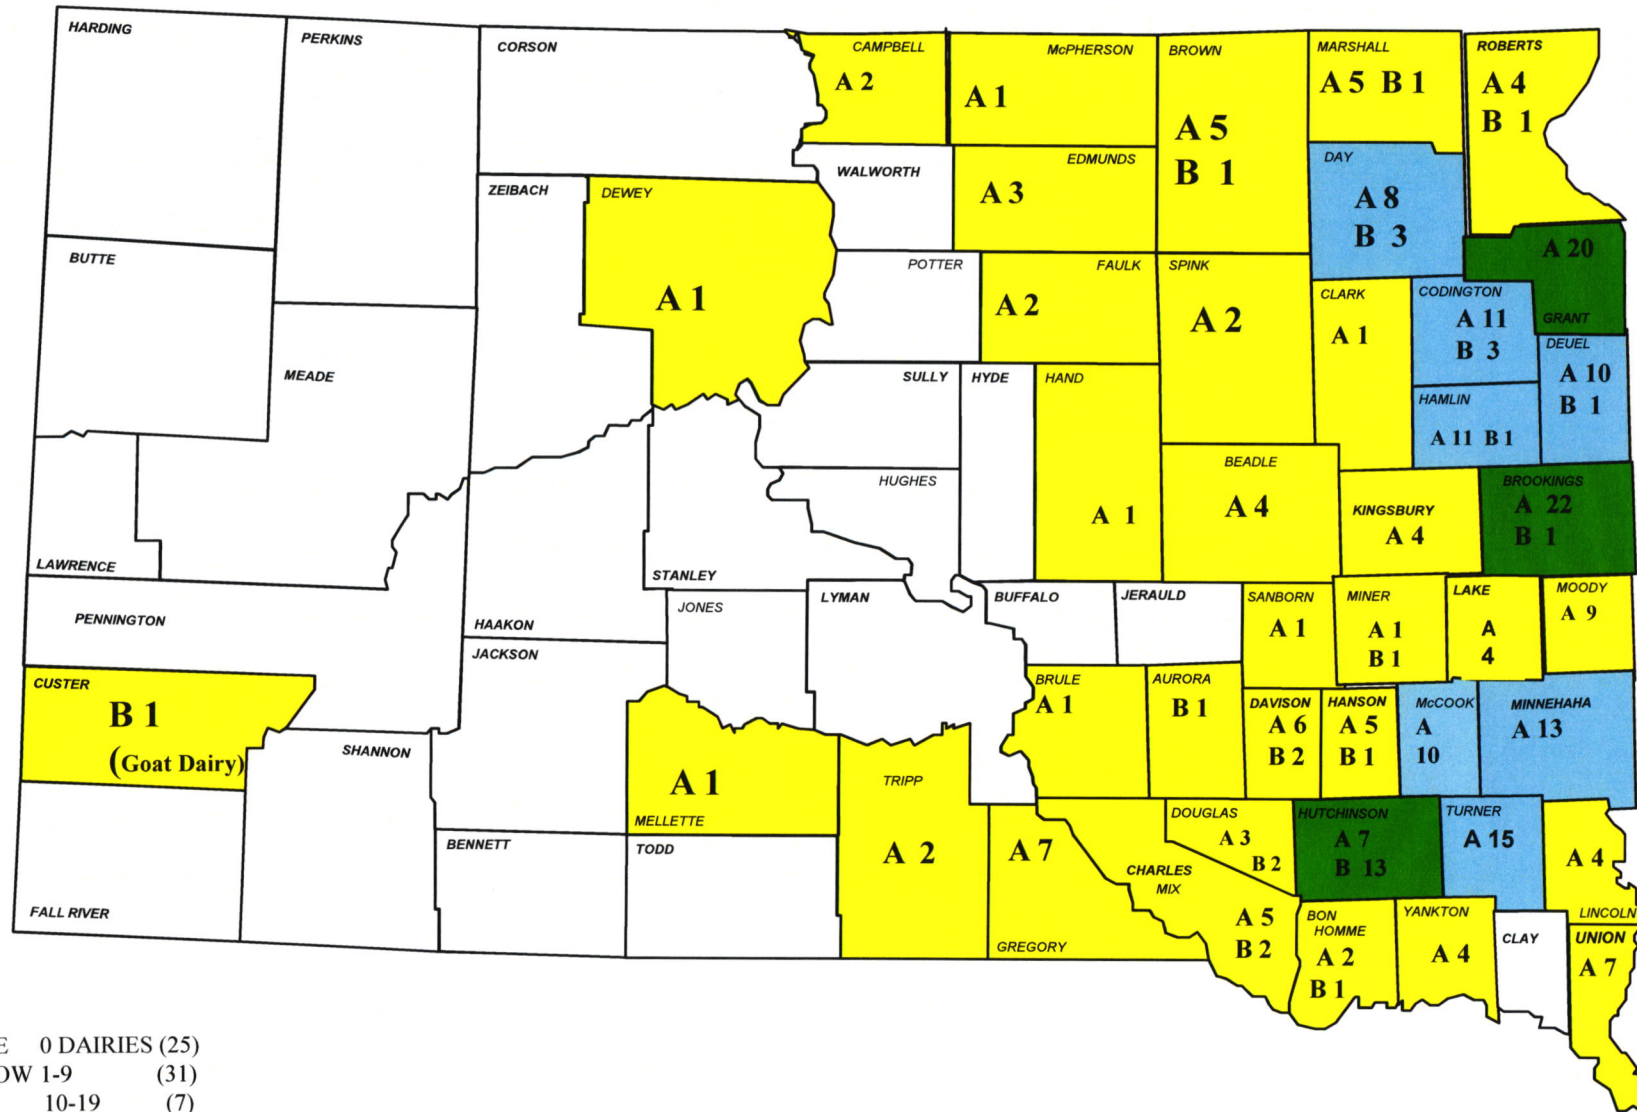 HARDING
PERKINS
CORSON
CAMPBELL
A 2
McPHERSON
A 1
BROWN
A 5
B 1
MARSHALL
A 5 B 1
ROBERTS
A 4
B 1
WALWORTH
EDMUNDS
A 3
DAY
A 8
B 3
ZEIBACH
DEWEY
A 1
BUTTE
POTTER
FAULK
A 2
SPINK
A 2
CLARK
A 1
CODINGTON
A 11
B 3
A 20
GRANT
DEUEL
A 10
B 1
MEADE
SULLY
HYDE
HAND
A 1
HAMLIN
A 11 B 1
BEADLE
A 4
HUGHES
KINGSBURY
A 4
BROOKINGS
A 22
B 1
LAWRENCE
STANLEY
PENNINGTON
HAAKON
JONES
LYMAN
BUFFALO
JERAULD
SANBORN
A 1
MINER
A 1
B 1
LAKE
A
4
MOODY
A 9
JACKSON
CUSTER
B 1
(Goat Dairy)
BRULE
A 1
AURORA
B 1
DAVISON
A 6
B 2
HANSON
A 5
B 1
McCOOK
A
10
MINNEHAHA
A 13
SHANNON
A 1
MELLETTE
TRIPP
A 2
A 7
GREGORY
DOUGLAS
A 3
B 2
HUTCHINSON
A 7
B 13
TURNER
A 15
A 4
LINCOLN
BENNETT
TODD
CHARLES
MIX
A 5
B 2
FALL RIVER
BON
HOMME
A 2
B 1
YANKTON
A 4
CLAY
UNION
A 7
E 0 DAIRIES (25)
OW 1-9 (31)
10-19 (7)